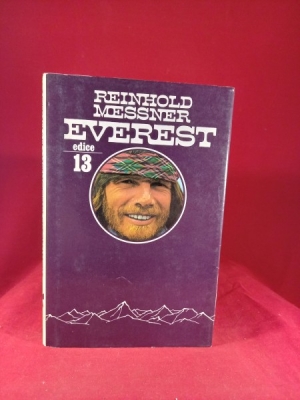 REINHOLD
MESSNER
EVEREST
edice
13